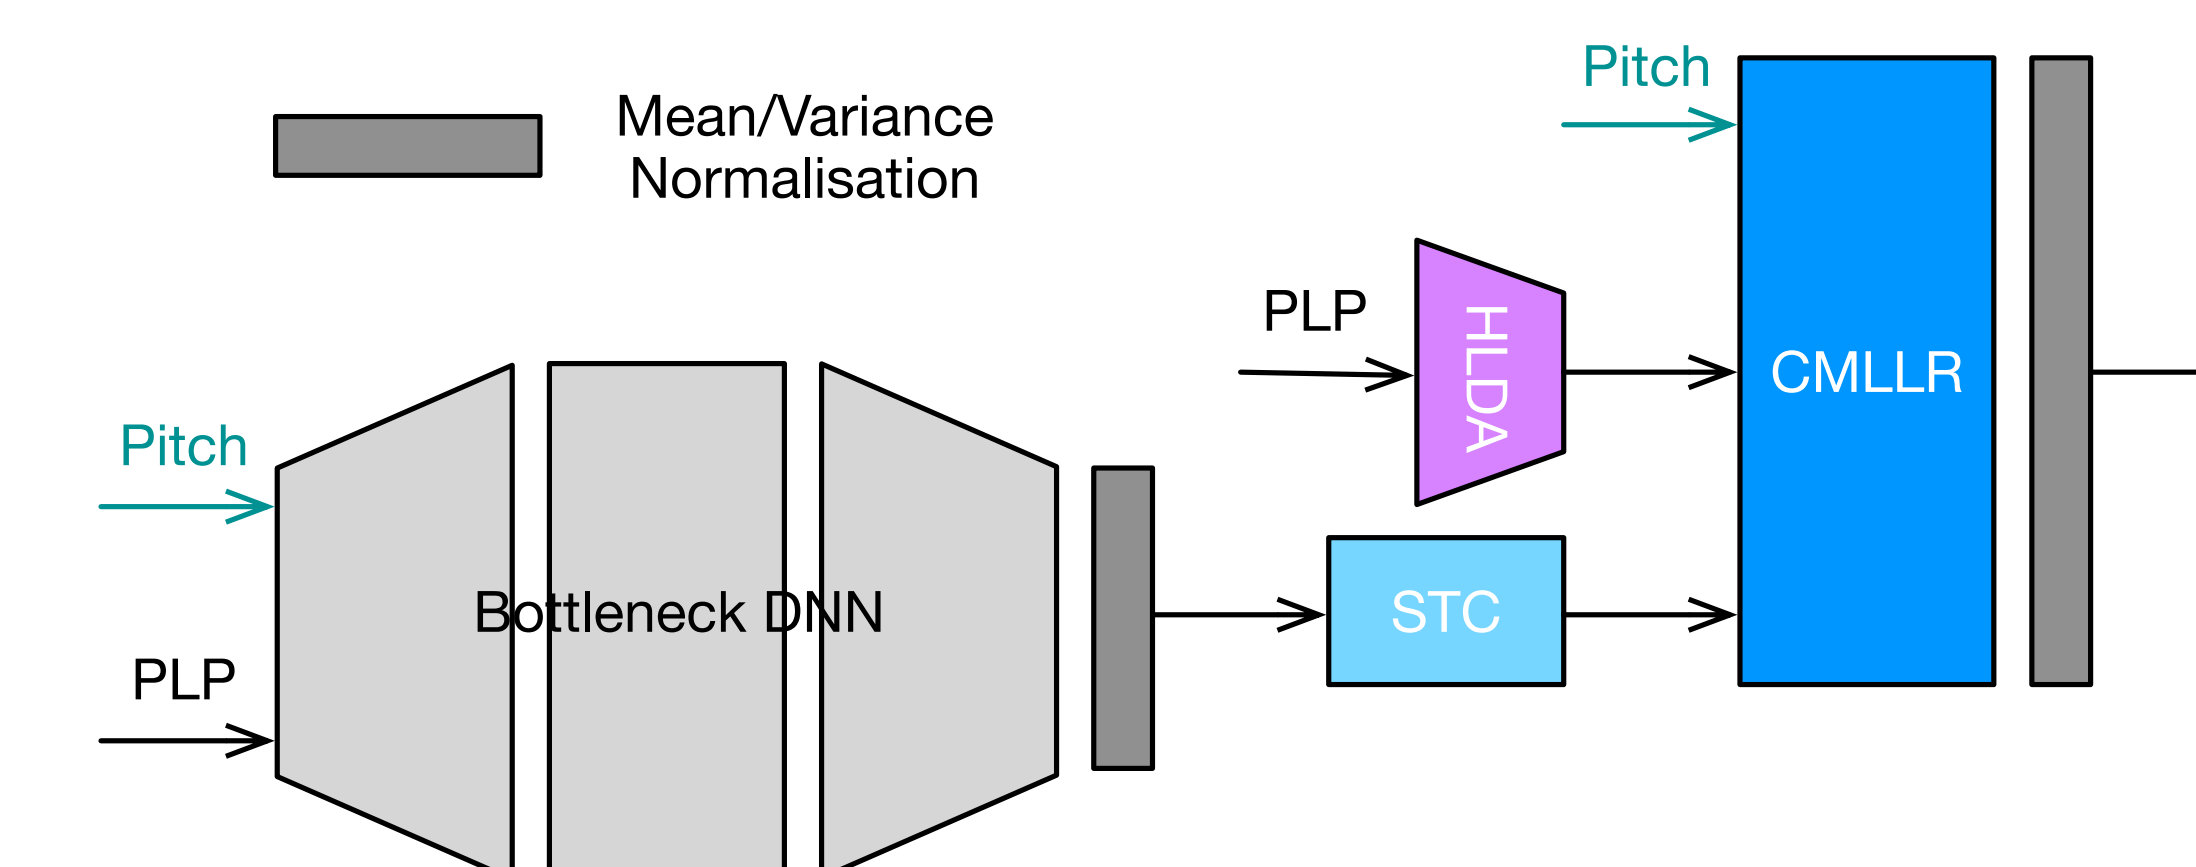 Pitch
Mean/Variance
Normalisation
PLP
HLDA
CMLLR
Pitch
Bottleneck DNN
STC
PLP